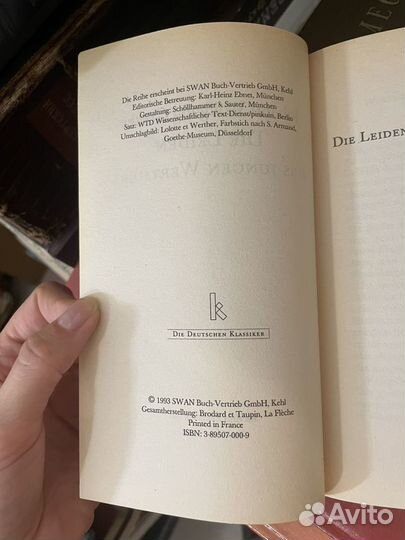 Die Reihe erscheint bei SWAN Buch-Vertrieb GmbH, Kehl
Editorische Betreuung: Karl-Heinz Ebnet, München
Gestaltung: Schöllhammer & Sauter, München
Satz: WTD Wissenschaftlicher Text-Dienst/pinkuin, Berlin
Umschlagbild: Lolotte et Werther, Farbstich nach S. Armand,
Goethe-Museum, Düsseldorf
k
DIE DEUTSCHEN KLASSIKER
© 1993 SWAN Buch-Vertrieb GmbH, Kehl
Gesamtherstellung: Brodard et Taupin, La Flèche
Printed in France
ISBN: 3-89507-000-9
DIE LEIDEN
Avito